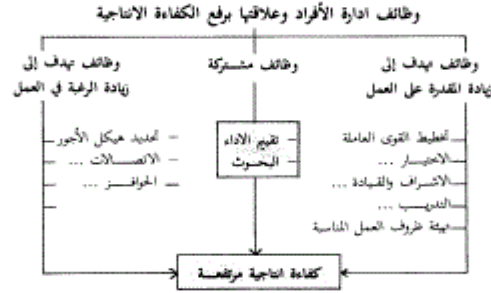 وظائف ادارة الأفراد وعلاقتها برفع الكفاءة الانتاجية
وظائف تهدف إلى
زيادة المقدرة على العمل
تخطيط القوى العاملة
الاختيار ...
الاشراف والقيادة ...
التدريب ...
تهيئة ظروف العمل المناسبة
وظائف مشتركة
تقييم الاداء
البحوث
وظائف تهدف إلى
زيادة الرغبة في العمل
تحديد هيكل الأجور
الاتصالات ...
الحوافز ...
كفاءة انتاجية مرتفعة